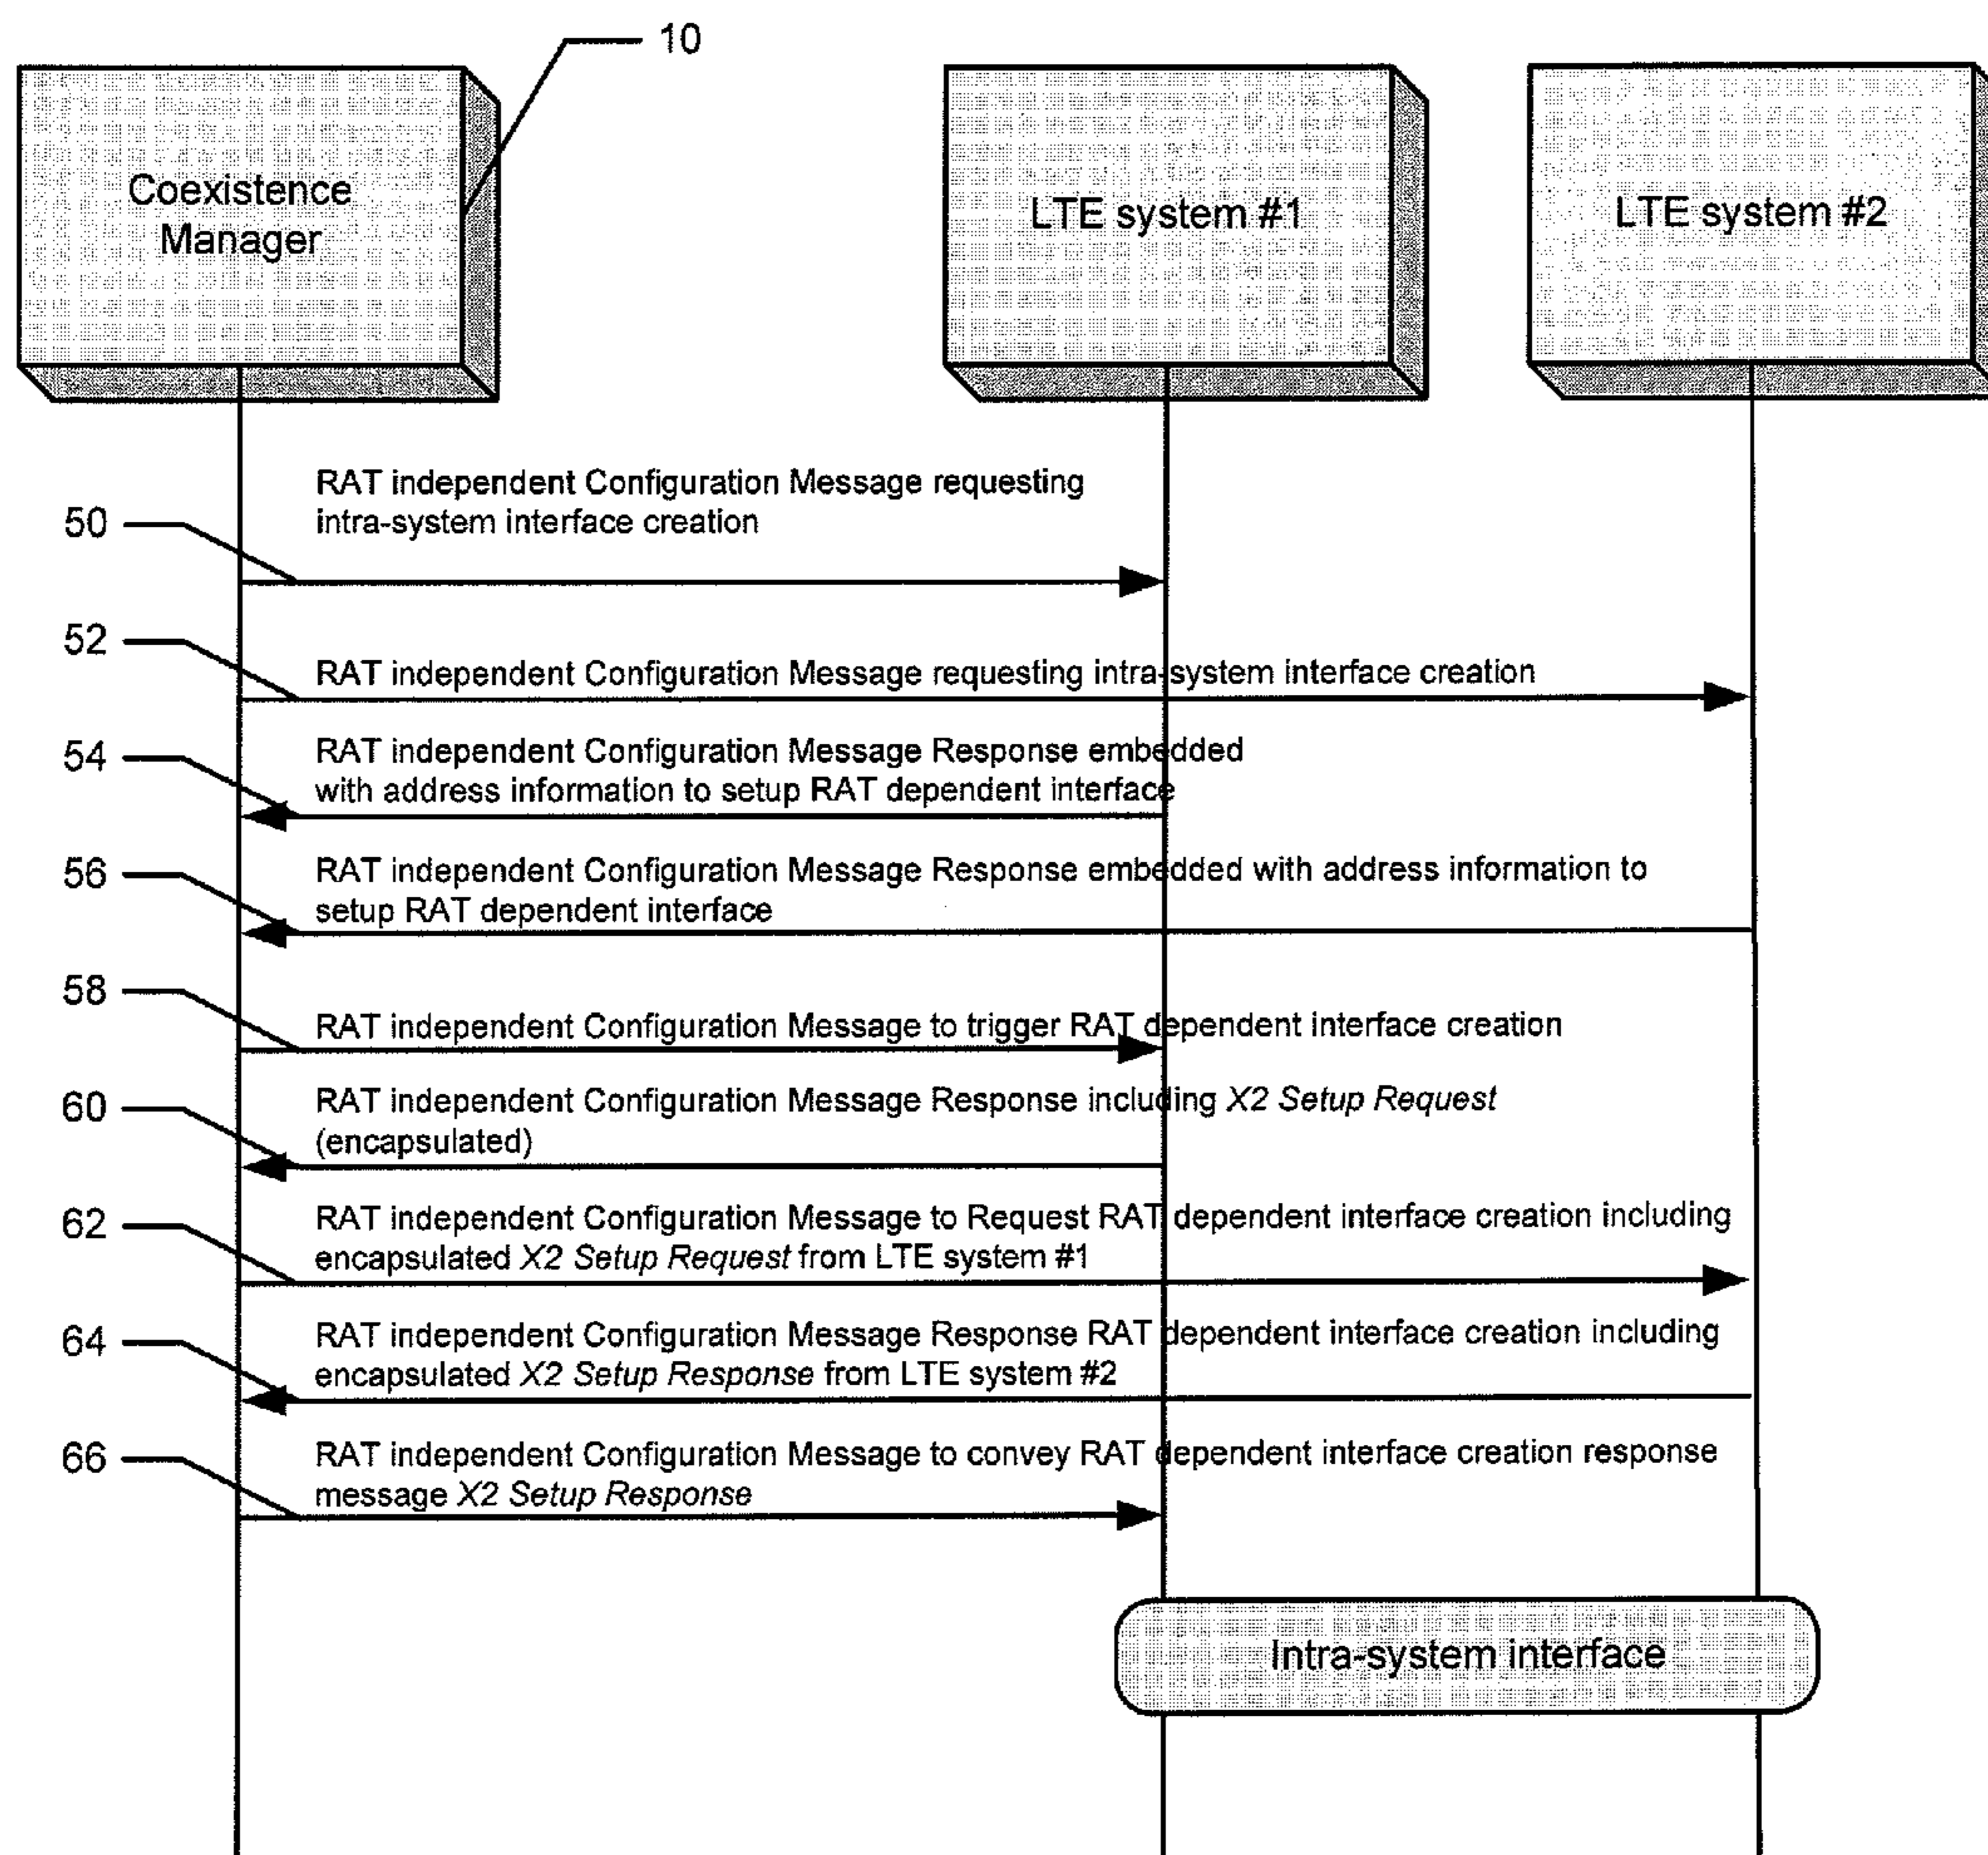 10
Coexistence
Manager
LTE system #1
LTE system #2
RAT independent Configuration Message requesting
intra-system interface creation
50
52
RAT independent Configuration Message requesting intra-system interface creation
54
RAT independent Configuration Message Response embedded
with address information to setup RAT dependent interface
56
RAT independent Configuration Message Response embedded with address information to
setup RAT dependent interface
58
RAT independent Configuration Message to trigger RAT dependent interface creation
60
RAT independent Configuration Message Response including X2 Setup Request
(encapsulated)
62
RAT independent Configuration Message to Request RAT dependent interface creation including
encapsulated X2 Setup Request from LTE system #1
64
RAT independent Configuration Message Response RAT dependent interface creation including
encapsulated X2 Setup Response from LTE system #2
66
RAT independent Configuration Message to convey RAT dependent interface creation response
message X2 Setup Response
Intra-system interface